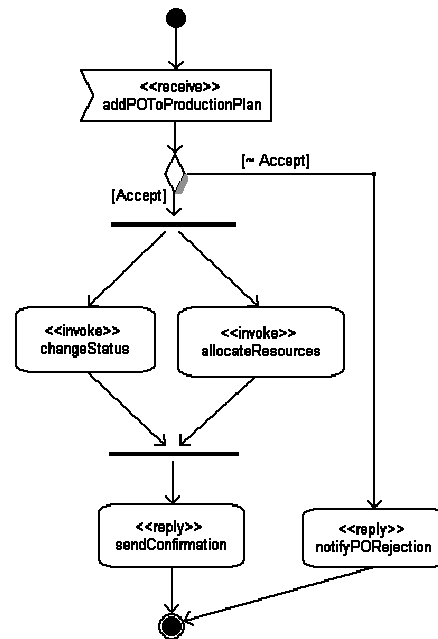 <<receive>>
addPOToProductionPlan
[~ Accept]
[Accept]
<<invoke>>
changeStatus
<<invoke>>
allocateResources
<<reply>>
sendConfirmation
<<reply>>
notifyPORejection